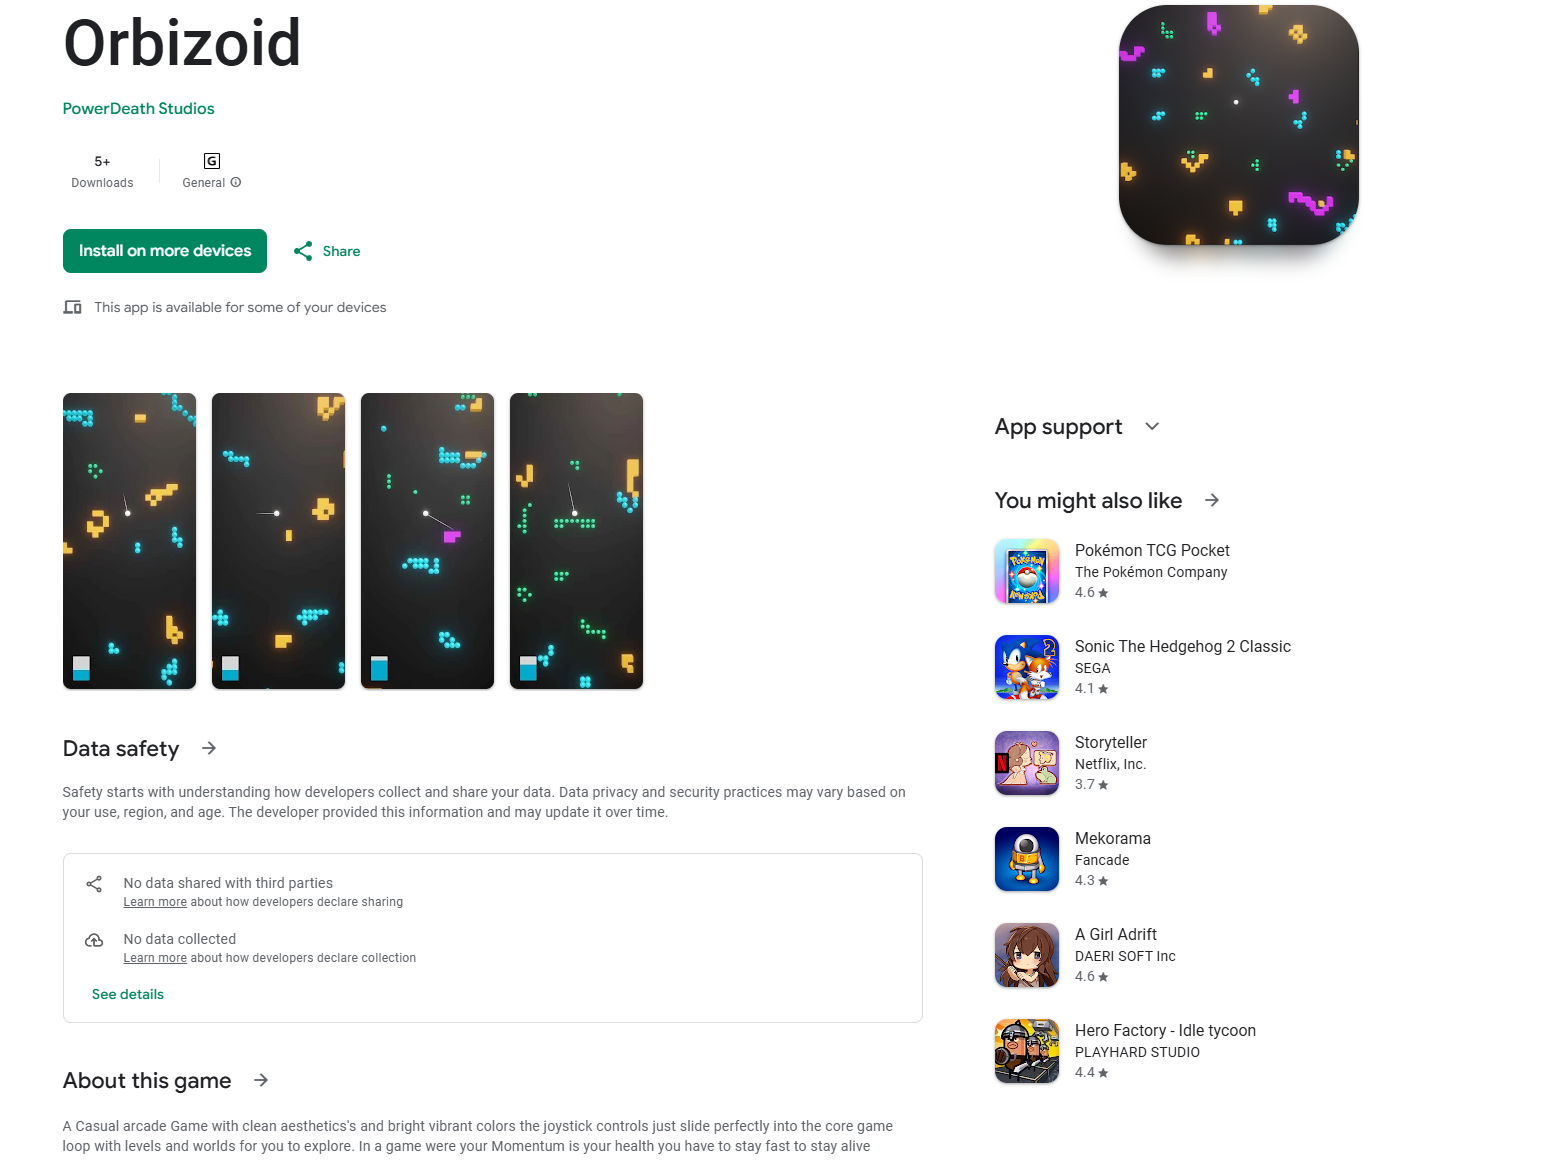 Orbizoid
PowerDeath Studios
5+
Downloads
G
General
Install on more devices
Share
This app is available for some of your devices
Data safety
Safety starts with understanding how developers collect and share your data. Data privacy and security practices may vary based on
your use, region, and age. The developer provided this information and may update it over time.
No data shared with third parties
Learn more about how developers declare sharing
No data collected
Learn more about how developers declare collection
See details
About this game
A Casual arcade Game with clean aesthetics's and bright vibrant colors the joystick controls just slide perfectly into the core game
loop with levels and worlds for you to explore. In a game were your Momentum is your health you have to stay fast to stay alive
App support
You might also like
POKéMON
Pokémon TCG Pocket
The Pokémon Company
4.6
2
Sonic The Hedgehog 2 Classic
SEGA
4.1
N
Storyteller
Netflix, Inc.
3.7
Mekorama
Fancade
4.3
A Girl Adrift
DAERI SOFT Inc
4.6
Hero Factory - Idle tycoon
PLAYHARD STUDIO
4.4